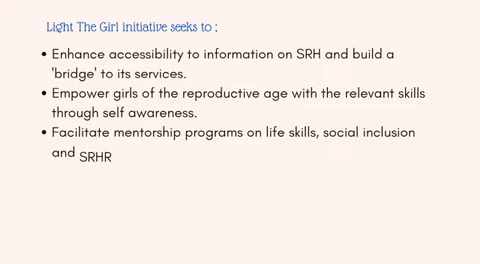 Light The Girl initiative seeks to :
• Enhance accessibility to information on SRH and build a
'bridge' to its services.
• Empower girls of the reproductive age with the relevant skills
through self awareness.
• Facilitate mentorship programs on life skills, social inclusion
and SRHR